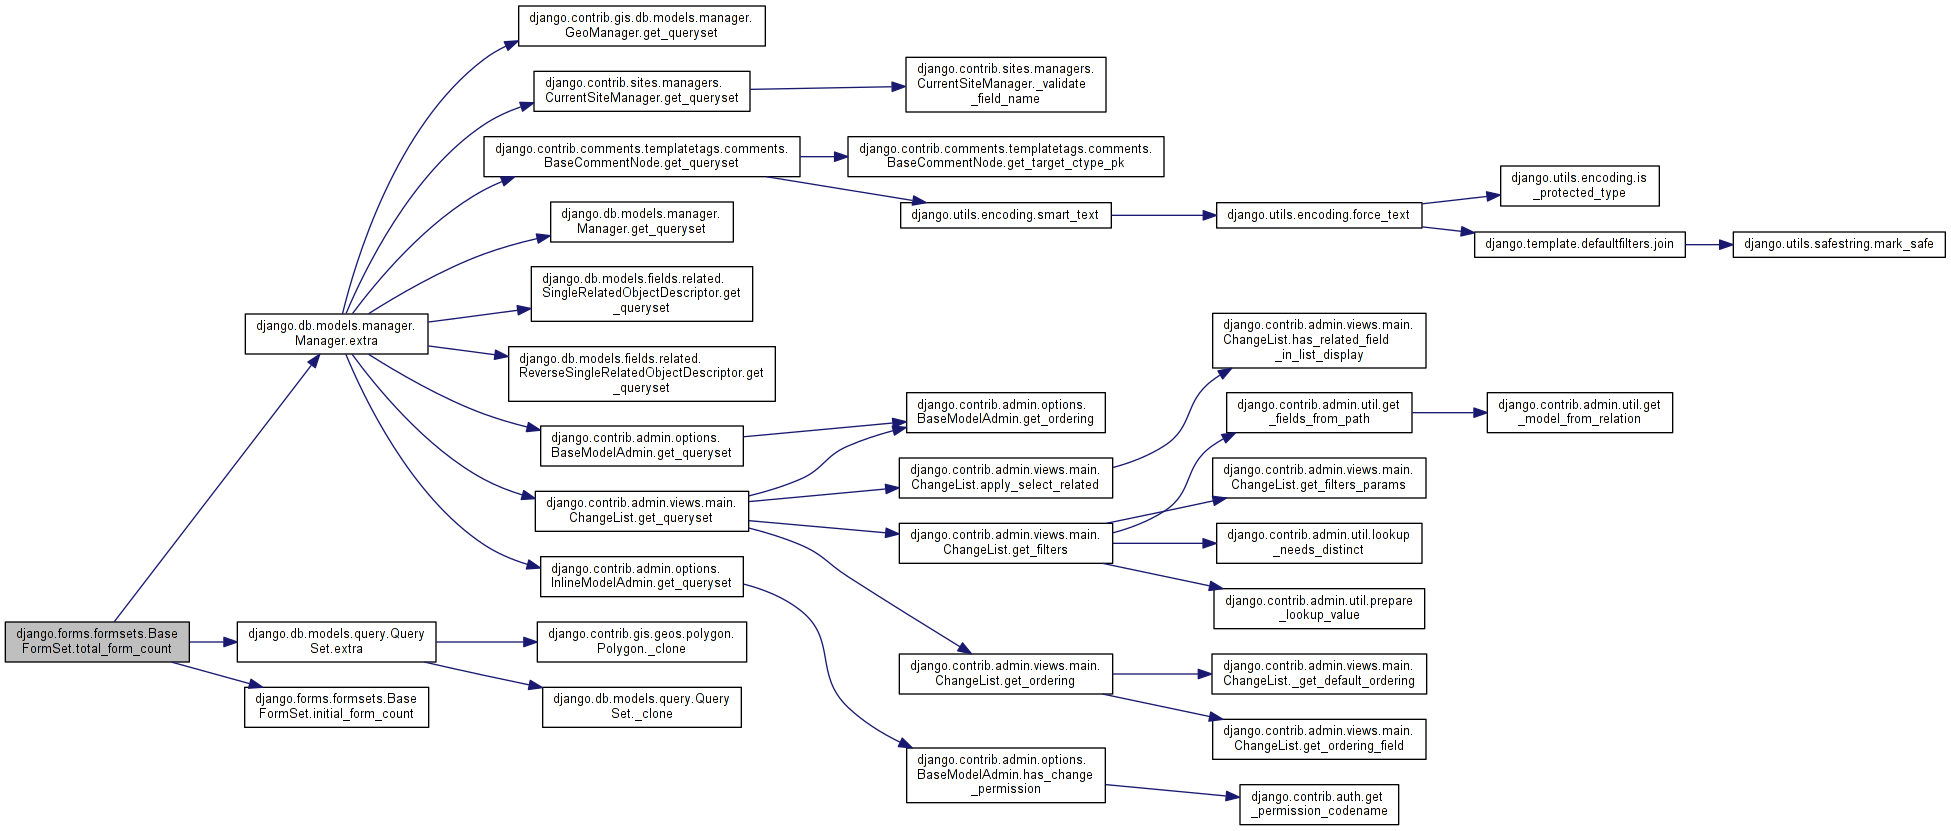 django.contrib.gis.db.models.manager.
GeoManager.get_queryset
django.contrib.sites.managers.
CurrentSiteManager.get_queryset
django.contrib.sites.managers.
CurrentSiteManager._validate
_field_name
django.contrib.comments.templatetags.comments.
BaseCommentNode.get_queryset
django.contrib.comments.templatetags.comments.
BaseCommentNode.get_target_ctype_pk
django.utils.encoding.smart_text
django.utils.encoding.force_text
django.utils.encoding.is
_protected_type
django.template.defaultfilters.join
django.utils.safestring.mark_safe
django.db.models.manager.
Manager.get_queryset
django.db.models.fields.related.
SingleRelatedObjectDescriptor.get
_queryset
django.db.models.manager.
Manager.extra
django.db.models.fields.related.
ReverseSingleRelatedObjectDescriptor.get
_queryset
django.contrib.admin.views.main.
ChangeList.has_related_field
_in_list_display
django.contrib.admin.options.
BaseModelAdmin.get_queryset
django.contrib.admin.options.
BaseModelAdmin.get_ordering
django.contrib.admin.util.get
_fields_from_path
django.contrib.admin.util.get
_model_from_relation
django.contrib.admin.views.main.
ChangeList.get_queryset
django.contrib.admin.views.main.
ChangeList.apply_select_related
django.contrib.admin.views.main.
ChangeList.get_filters_params
django.contrib.admin.views.main.
ChangeList.get_filters
django.contrib.admin.util.lookup
_needs_distinct
django.contrib.admin.options.
InlineModelAdmin.get_queryset
django.contrib.admin.util.prepare
_lookup_value
django.forms.formsets.Base
FormSet.total_form_count
django.db.models.query.Query
Set.extra
django.contrib.gis.geos.polygon.
Polygon._clone
django.forms.formsets.Base
FormSet.initial_form_count
django.db.models.query.Query
Set._clone
django.contrib.admin.views.main.
ChangeList.get_ordering
django.contrib.admin.views.main.
ChangeList._get_default_ordering
django.contrib.admin.views.main.
ChangeList.get_ordering_field
django.contrib.admin.options.
BaseModelAdmin.has_change
_permission
django.contrib.auth.get
_permission_codename